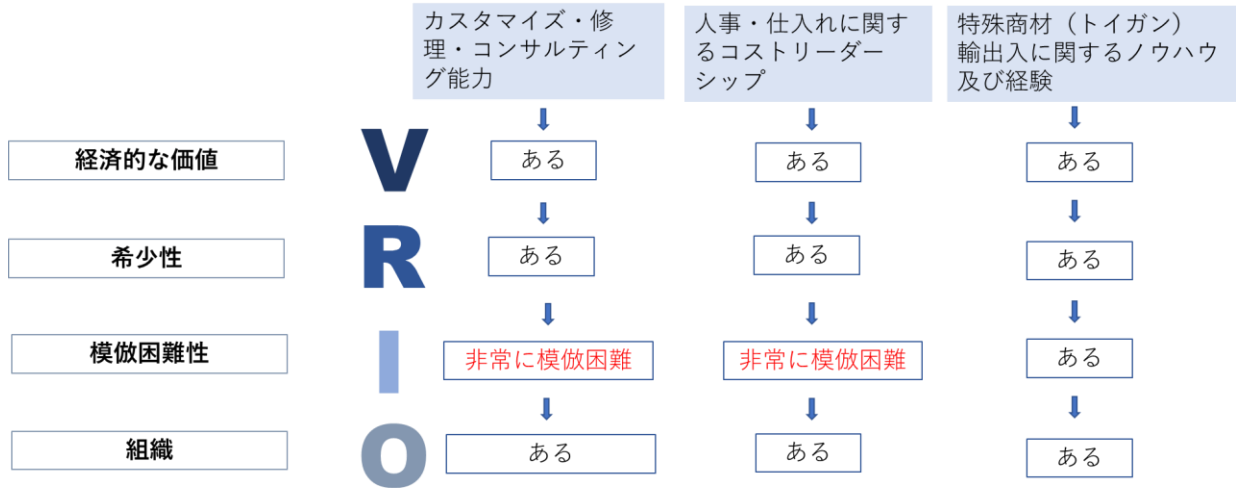 カスタマイズ・修
理・コンサルティン
グ能力
人事・仕入れに関す
るコストリーダー
シップ
特殊商材（トイガン）
輸出入に関するノウハウ
及び経験
経済的な価値
V
ある
ある
ある
希少性
R
ある
ある
ある
模倣困難性
I
非常に模倣困難
非常に模倣困難
ある
組織
O
ある
ある
ある